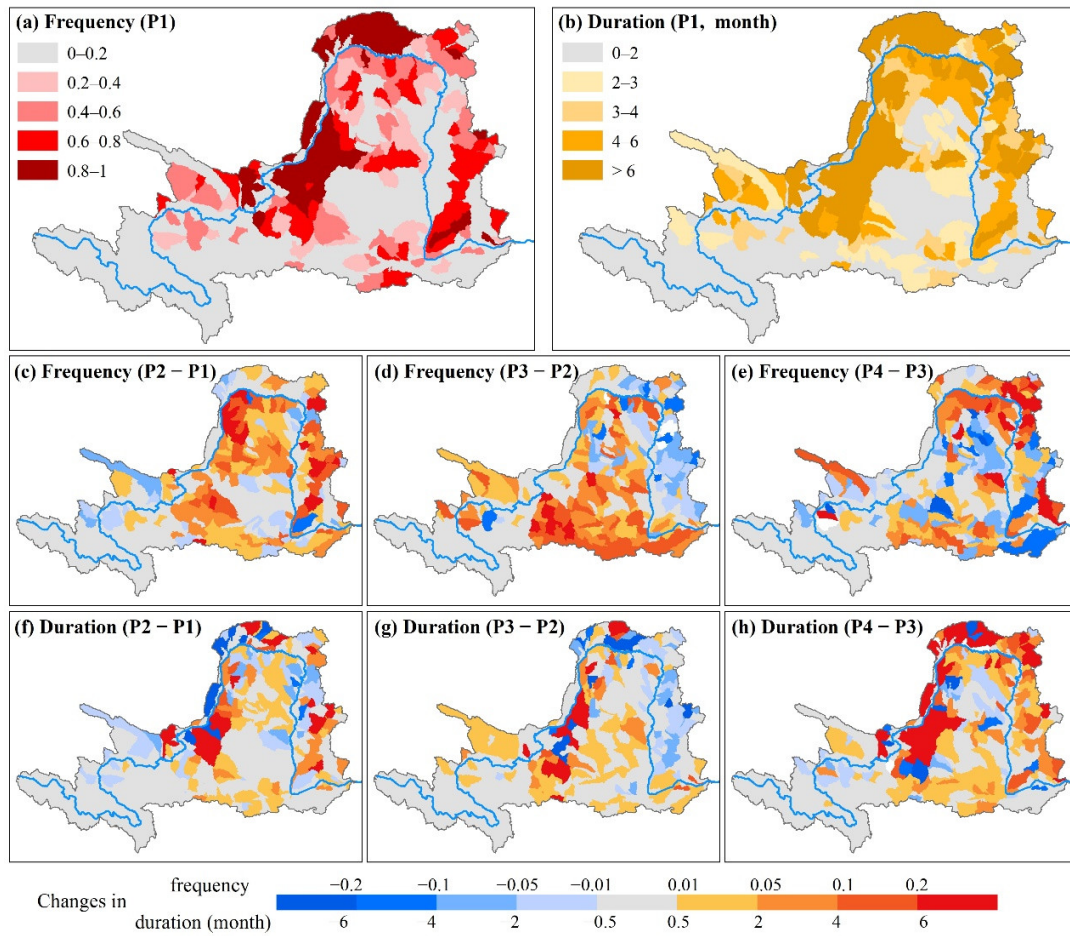 (a) Frequency (P1)
0–0.2
0.2–0.4
0.4–0.6
0.6 0.8
0.8–1
(b) Duration (P1, month)
0–2
2–3
3–4
4 6
> 6
(c) Frequency (P2 − P1)
(d) Frequency (P3 − P2)
(e) Frequency (P4 − P3)
(f) Duration (P2 − P1)
(g) Duration (P3 − P2)
(h) Duration (P4 − P3)
Changes in
frequency
−0.2 −0.1 −0.05 −0.01 0.01 0.05 0.1 0.2
duration (month)
−6 −4 2 −0.5 0.5 2 4 6